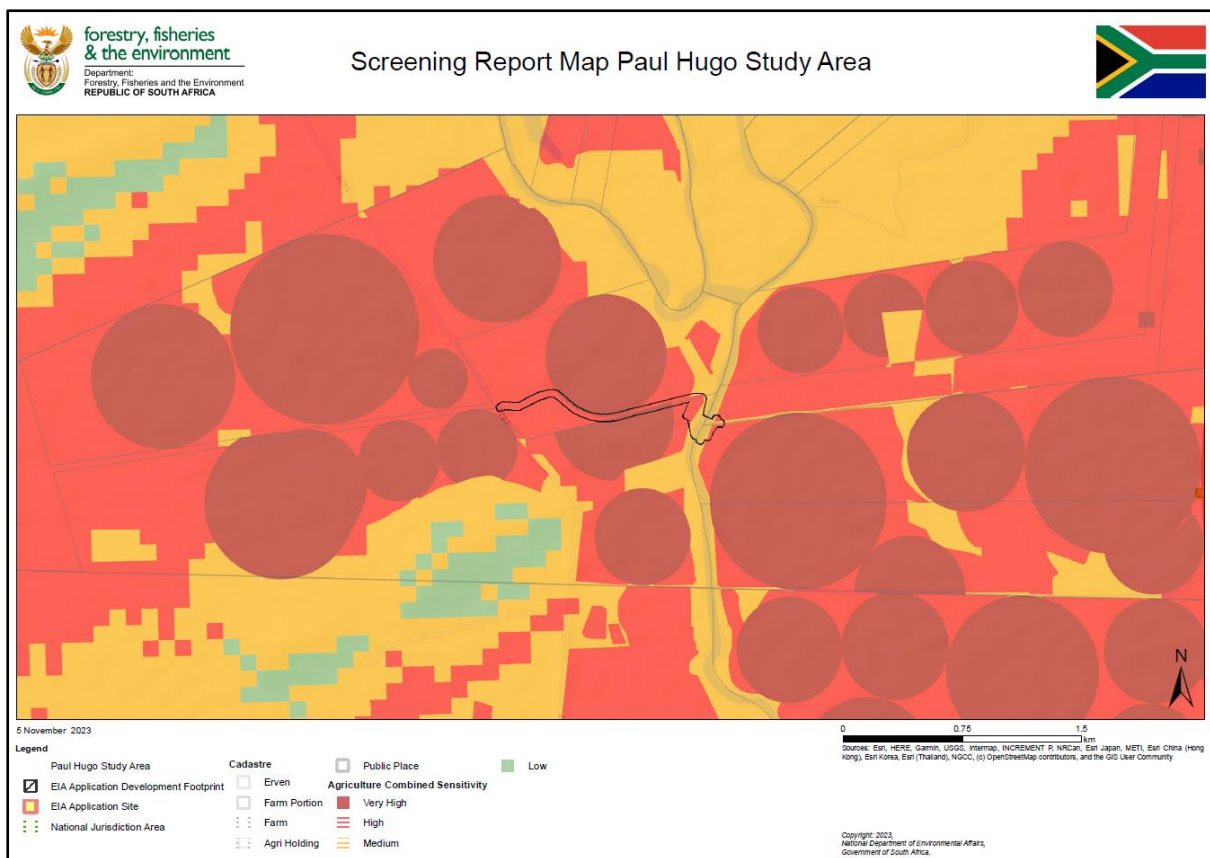 forestry, fisheries
& the environment
Department:
Forestry, Fisheries and the Environment
REPUBLIC OF SOUTH AFRICA
Screening Report Map Paul Hugo Study Area
N
5 November 2023
Legend
Paul Hugo Study Area
EIA Application Development Footprint
EIA Application Site
National Jurisdiction Area
Cadastre
Erven
Farm Portion
Farm
Agri Holding
Public Place
Agriculture Combined Sensitivity
Very High
High
Medium
Low
0 0.75 1.5
km
Sources: Esri, HERE, Garmin, USGS, Intermap, INCREMENT P, NRCan, Esri Japan, METI, Esri China (Hong
Kong), Esri Korea, Esri (Thailand), NGCC, (c) OpenStreetMap contributors, and the GIS User Community
Copyright: 2023,
National Department of Environmental Affairs,
Government of South Africa.